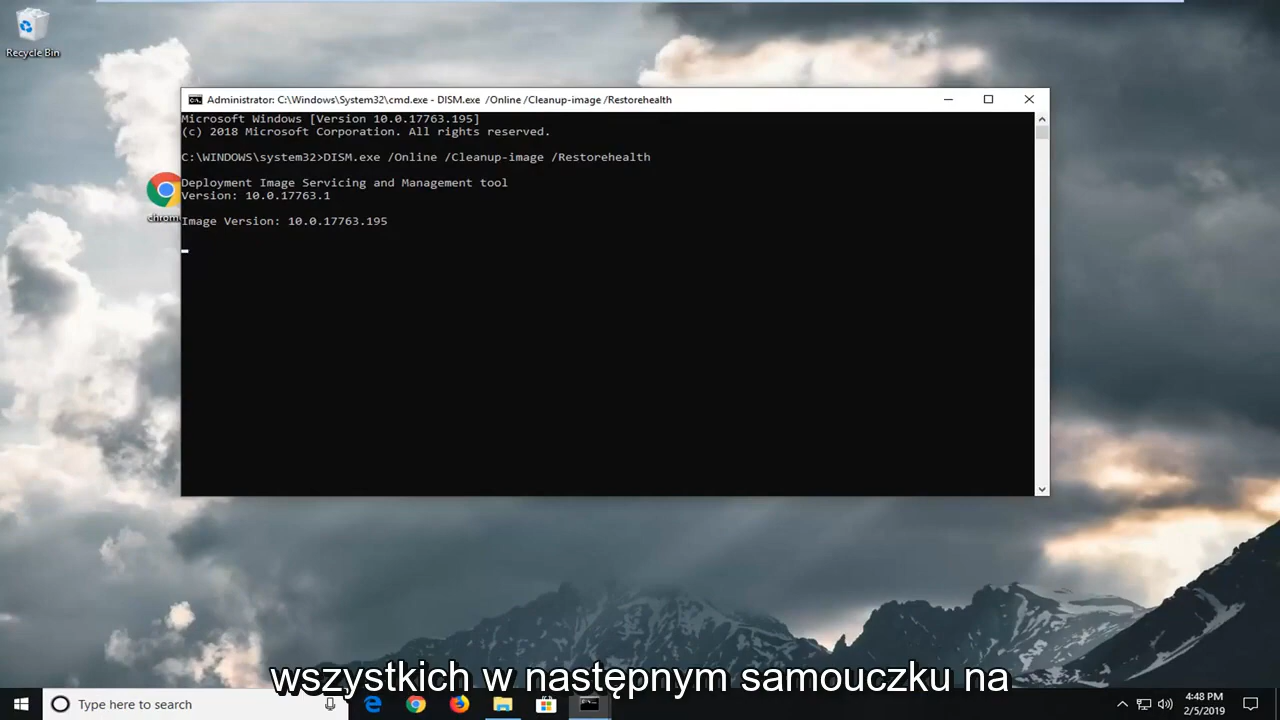 Recycle Bin
Administrator: C:\Windows\System32\cmd.exe - DISM.exe /Online /Cleanup-image /Restorehealth
Microsoft Windows [Version 10.0.17763.195]
(c) 2018 Microsoft Corporation. All rights reserved.
C:\WINDOWS\system32>DISM.exe /Online /Cleanup-image /Restorehealth
Deployment Image Servicing and Management tool
Version: 10.0.17763.1
Image Version: 10.0.17763.195
chrom
wszystkich w następnym samouczku na
Type here to search
4:48 PM
2/5/2019